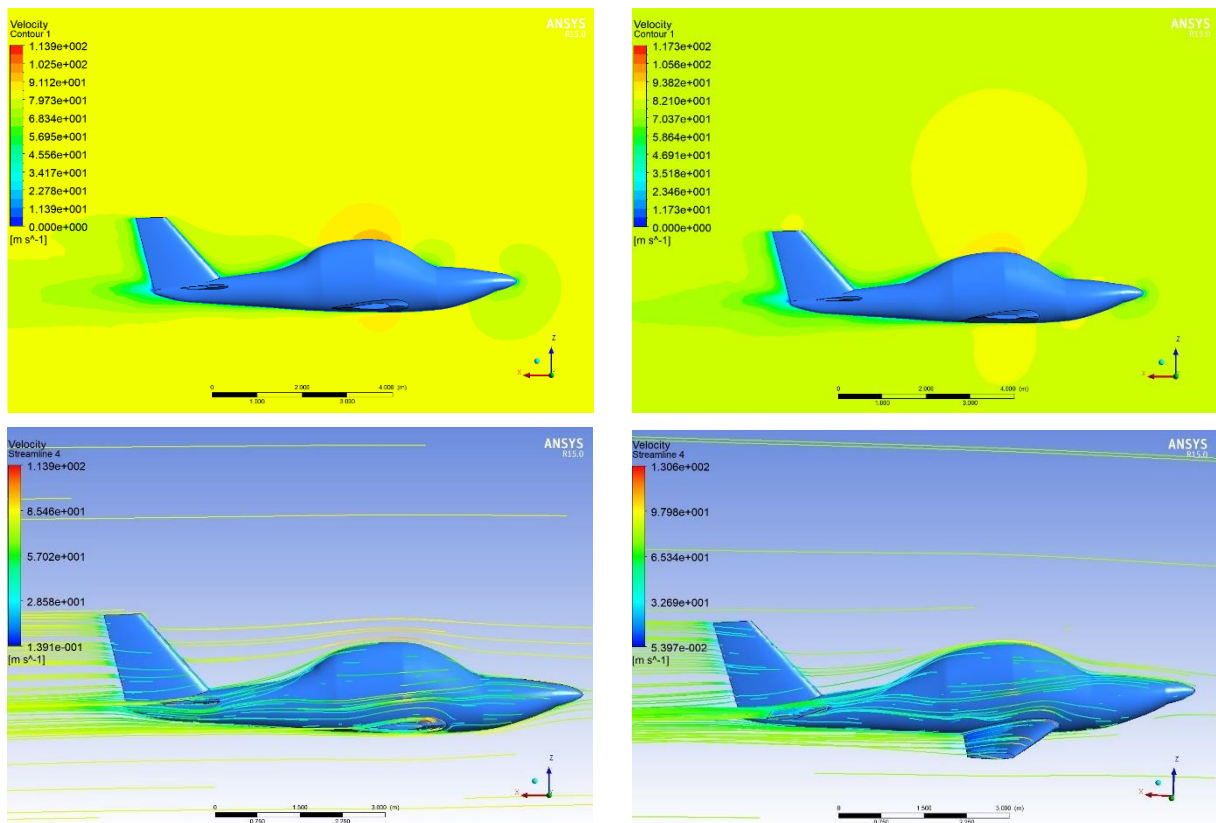 Velocity
Contour 1
1.139e+002
1.025e+002
9.112e+001
7.973e+001
6.834e+001
5.695e+001
4.556e+001
3.417e+001
2.278e+001
1.139e+001
0.000e+000
[m s^-1]
ANSYS
R15.0
Z
X
0 2.000 4.000 (m)
1.000 3.000
Velocity
Contour 1
1.173e+002
1.056e+002
9.382e+001
8.210e+001
7.037e+001
5.864e+001
4.691e+001
3.518e+001
2.346e+001
1.173e+001
0.000e+000
[m s^-1]
ANSYS
R15.0
Z
X
0 2.000 4.000 (m)
1.000 3.000
Velocity
Streamline 4
1.139e+002
8.546e+001
5.702e+001
2.858e+001
1.391e-001
[m s^-1]
ANSYS
R15.0
Z
X
0 1.500 3.000 (m)
0.750 2.250
Velocity
Streamline 4
1.306e+002
9.798e+001
6.534e+001
3.269e+001
5.397e-002
[m s^-1]
ANSYS
R15.0
Z
X
0 1.500 3.000 (m)
0.750 2.250